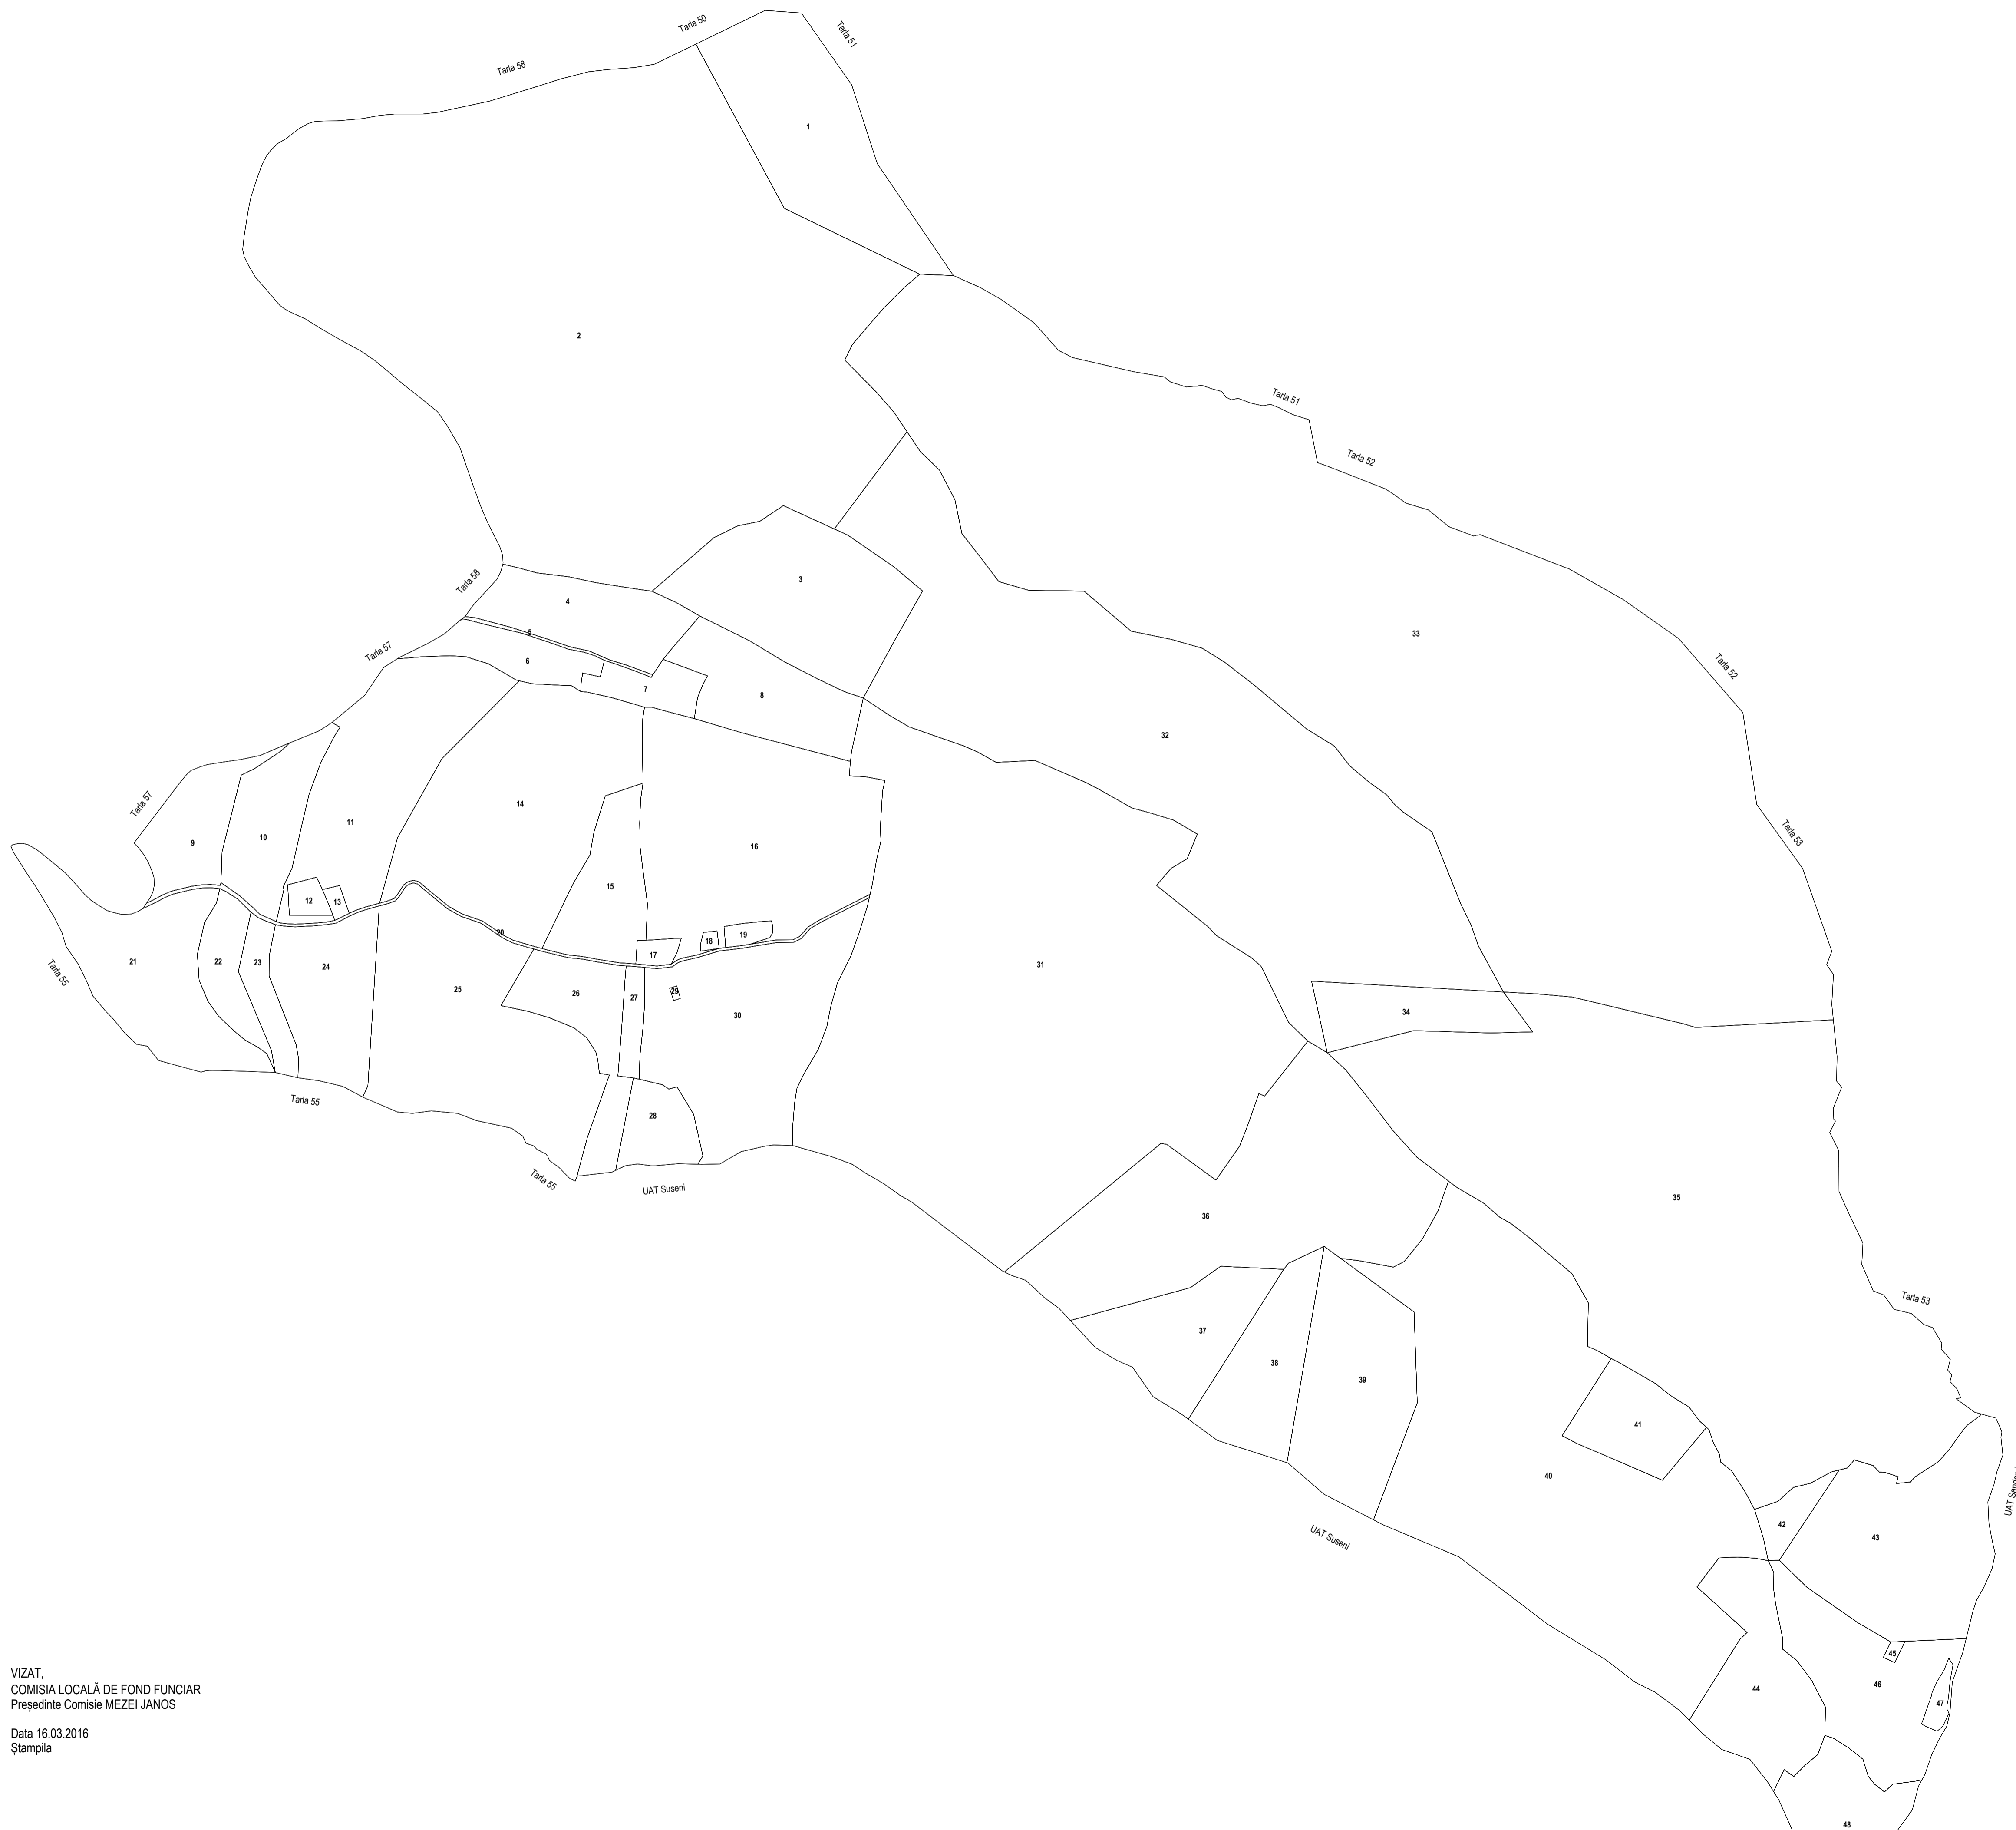 Tarla 50
Tarla 51
Tarla 58
1
2
Tarla 51
Tarla 52
Tarla 58
3
4
5
33
Tarla 57
6
Tarla 52
7
8
32
Tarla 57
14
11
10
9
Tarla 53
16
15
12
13
20
19
18
17
21
22
23
24
25
26
27
29
30
31
Tarla 55
34
Tarla 55
28
Tarla 55
UAT Suseni
35
36
Tarla 53
37
38
39
41
40
UAT
42
43
UAT Suseni
45
46
44
47
48
VIZAT,
COMISIA LOCALĂ DE FOND FUNCIAR
Președinte Comisie MEZEI JANOS
Data 16.03.2016
Ștampila